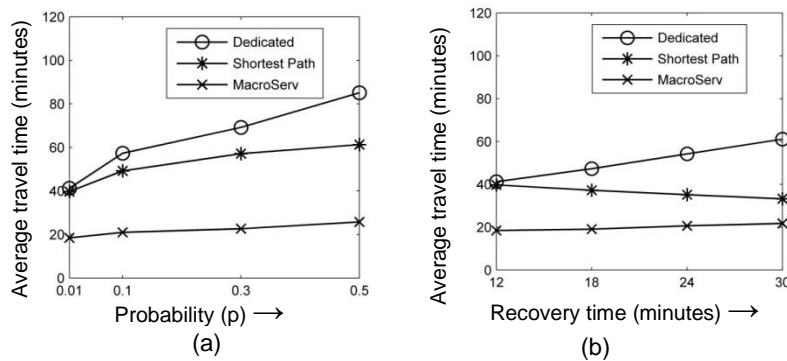 Average travel time (minutes)
120
100
80
60
40
20
0
Dedicated
Shortest Path
MacroServ
0.01 0.1 0.3 0.5
Probability (p) →
(a)
Average travel time (minutes)
120
100
80
60
40
20
0
Dedicated
Shortest Path
MacroServ
12 18 24 30
Recovery time (minutes) →
(b)